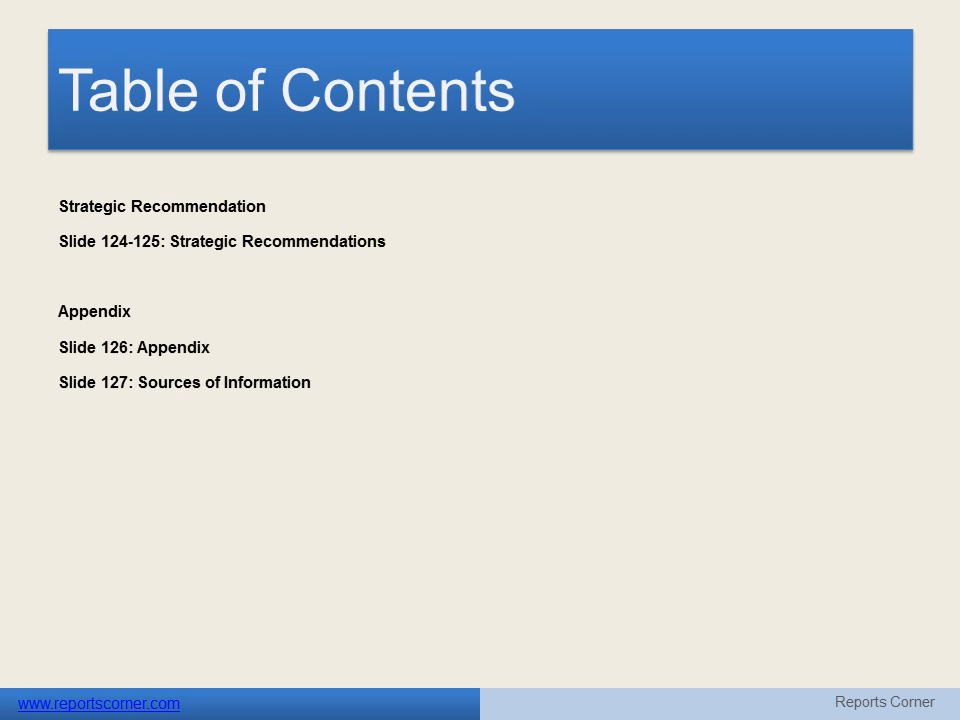 Table of Contents
Strategic Recommendation
Slide 124-125: Strategic Recommendations
Appendix
Slide 126: Appendix
Slide 127: Sources of Information
www.reportscorner.com
Reports Corner